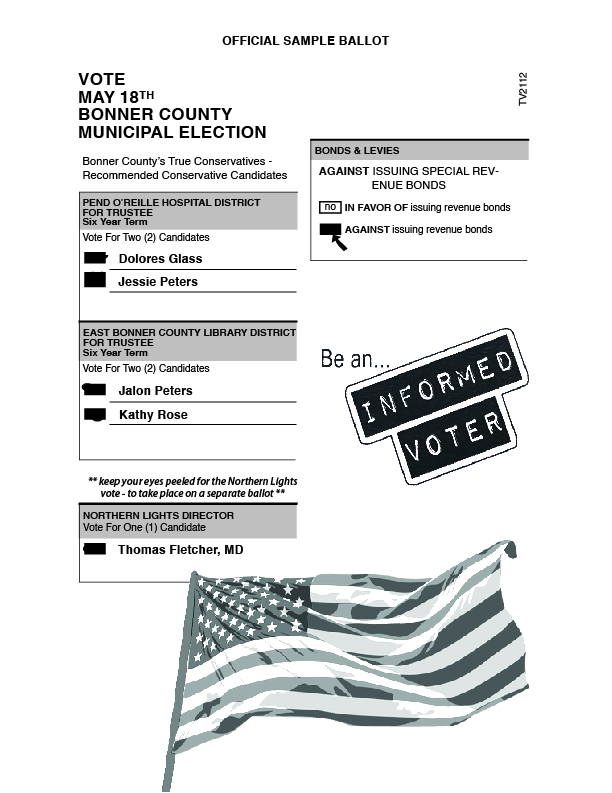 OFFICIAL SAMPLE BALLOT
VOTE
MAY 18TH
BONNER COUNTY
MUNICIPAL ELECTION
TV2112
Bonner County's True Conservatives -
Recommended Conservative Candidates
PEND O'REILLE HOSPITAL DISTRICT
FOR TRUSTEE
Six Year Term
Vote For Two (2) Candidates
Dolores Glass
Jessie Peters
EAST BONNER COUNTY LIBRARY DISTRICT
FOR TRUSTEE
Six Year Term
Vote For Two (2) Candidates
Jalon Peters
Kathy Rose
** keep your eyes peeled for the Northern Lights
vote - to take place on a separate ballot **
NORTHERN LIGHTS DIRECTOR
Vote For One (1) Candidate
Thomas Fletcher, MD
BONDS & LEVIES
AGAINST ISSUING SPECIAL REV-
ENUE BONDS
no IN FAVOR OF issuing revenue bonds
AGAINST issuing revenue bonds
Be an...
INFORMED
VOTER